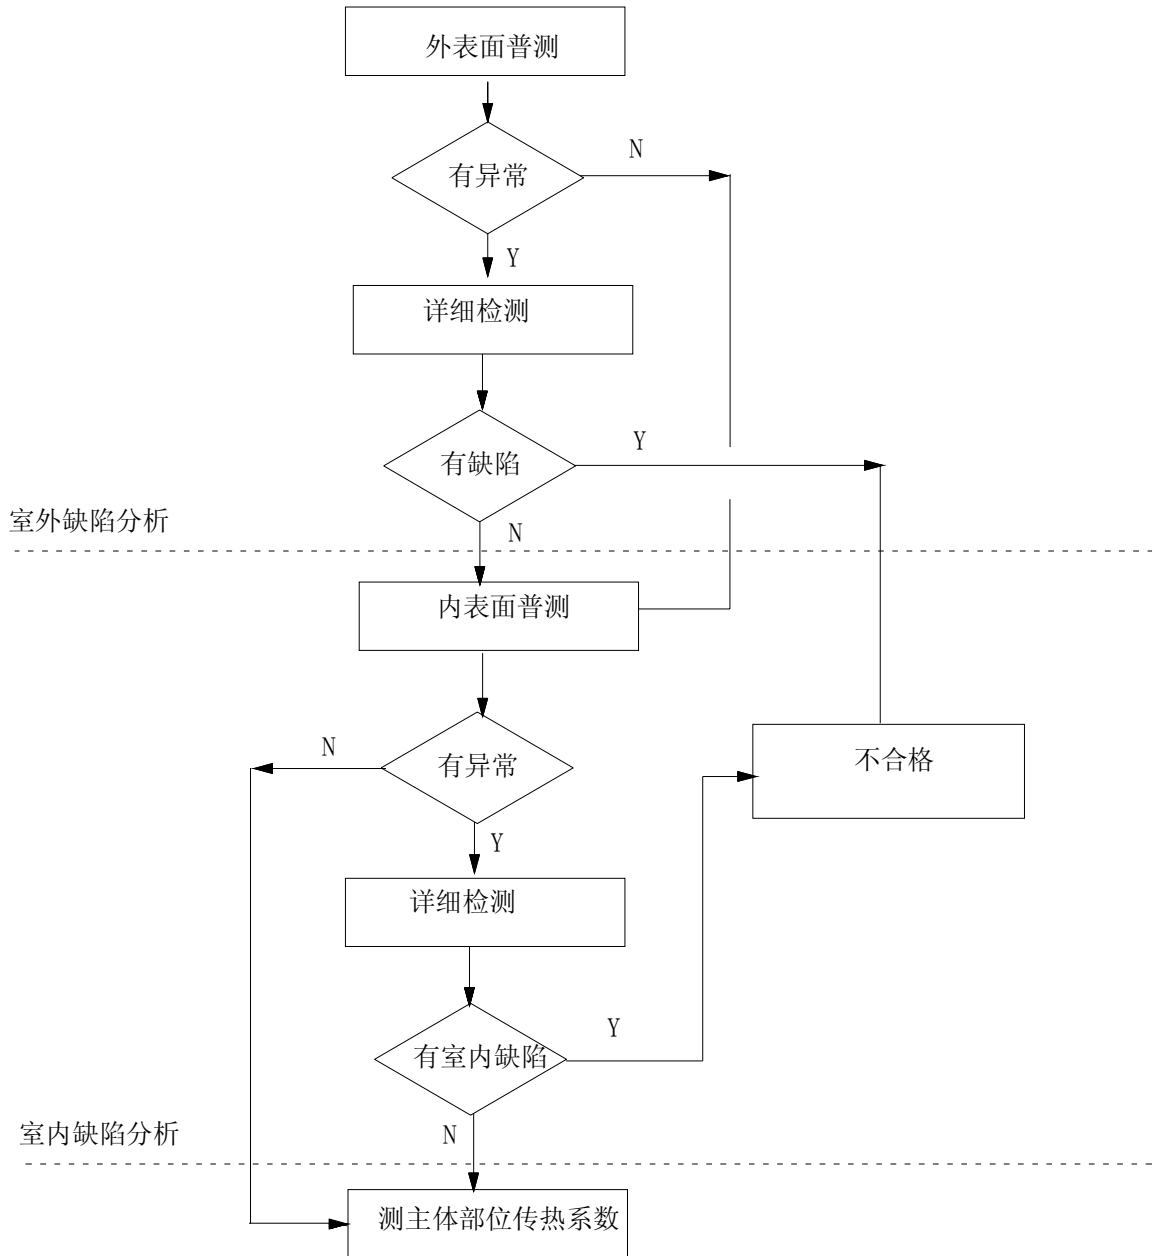 外表面普测
N
有异常
Y
详细检测
Y
有缺陷
室外缺陷分析
N
内表面普测
N
有异常
不合格
Y
详细检测
Y
有室内缺陷
室内缺陷分析
N
测主体部位传热系数